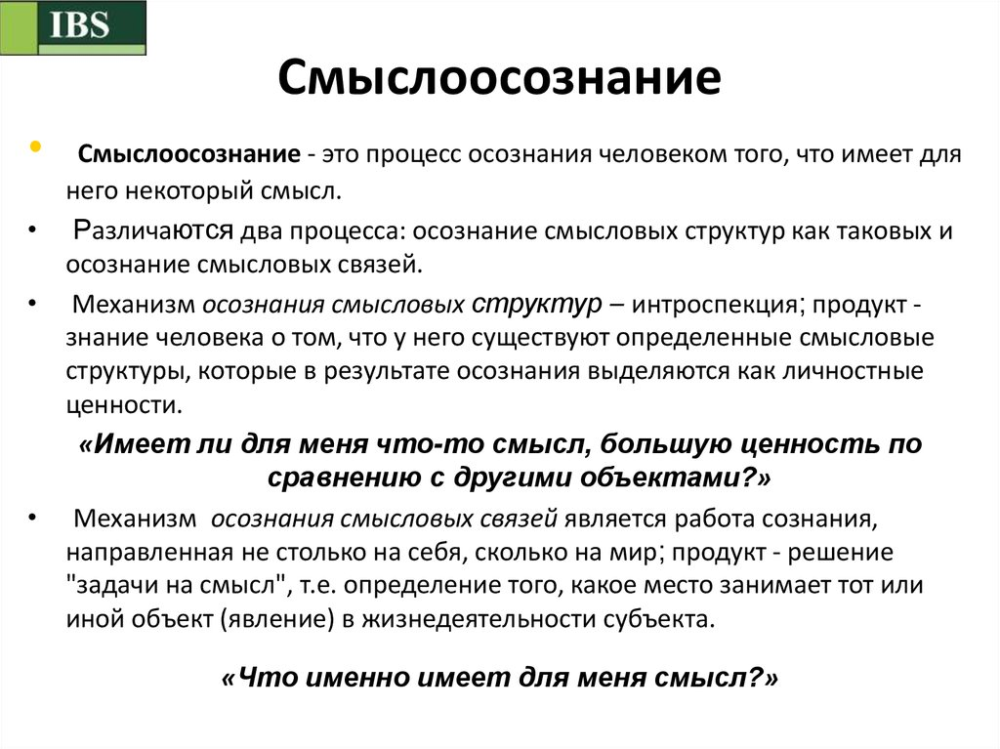 IBS
Смыслоосознание
• Смыслоосознание - это процесс осознания человеком того, что имеет для
него некоторый смысл.
• Различаются два процесса: осознание смысловых структур как таковых и
осознание смысловых связей.
• Механизм осознания смысловых структур – интроспекция; продукт -
знание человека о том, что у него существуют определенные смысловые
структуры, которые в результате осознания выделяются как личностные
ценности.
«Имеет ли для меня что-то смысл, большую ценность по
сравнению с другими объектами?»
• Механизм осознания смысловых связей является работа сознания,
направленная не столько на себя, сколько на мир; продукт - решение
"задачи на смысл", т.е. определение того, какое место занимает тот или
иной объект (явление) в жизнедеятельности субъекта.
«Что именно имеет для меня смысл?»